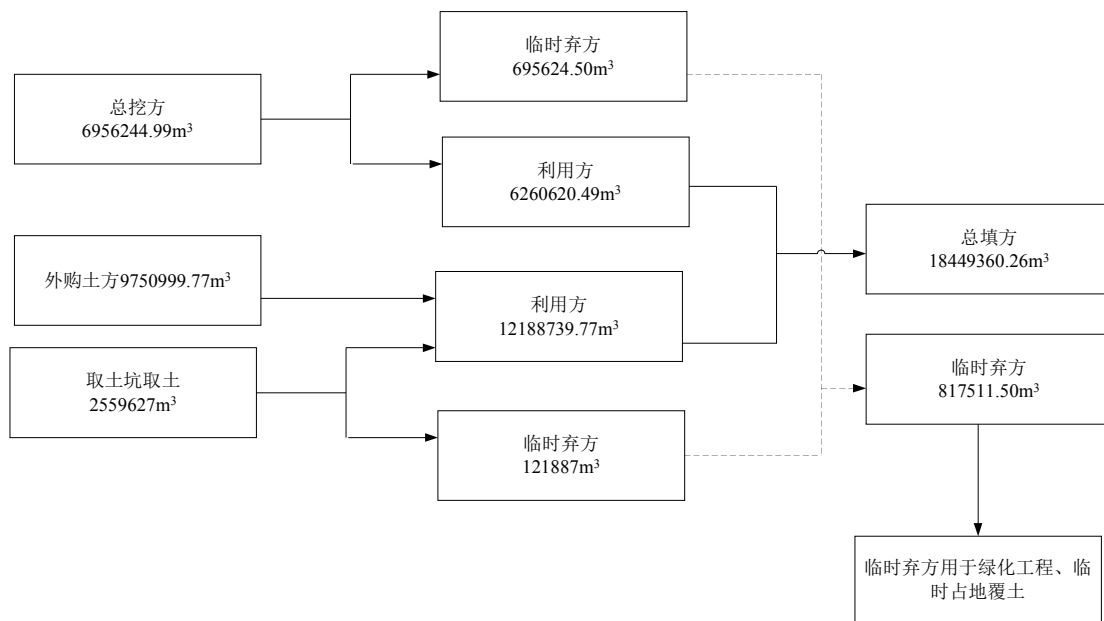 临时弃方
695624.50m³
总挖方
6956244.99m³
利用方
6260620.49m³
总填方
18449360.26m³
外购土方9750999.77m³
利用方
12188739.77m³
取土坑取土
2559627m³
临时弃方
817511.50m³
临时弃方
121887m³
临时弃方用于绿化工程、临
时占地覆土